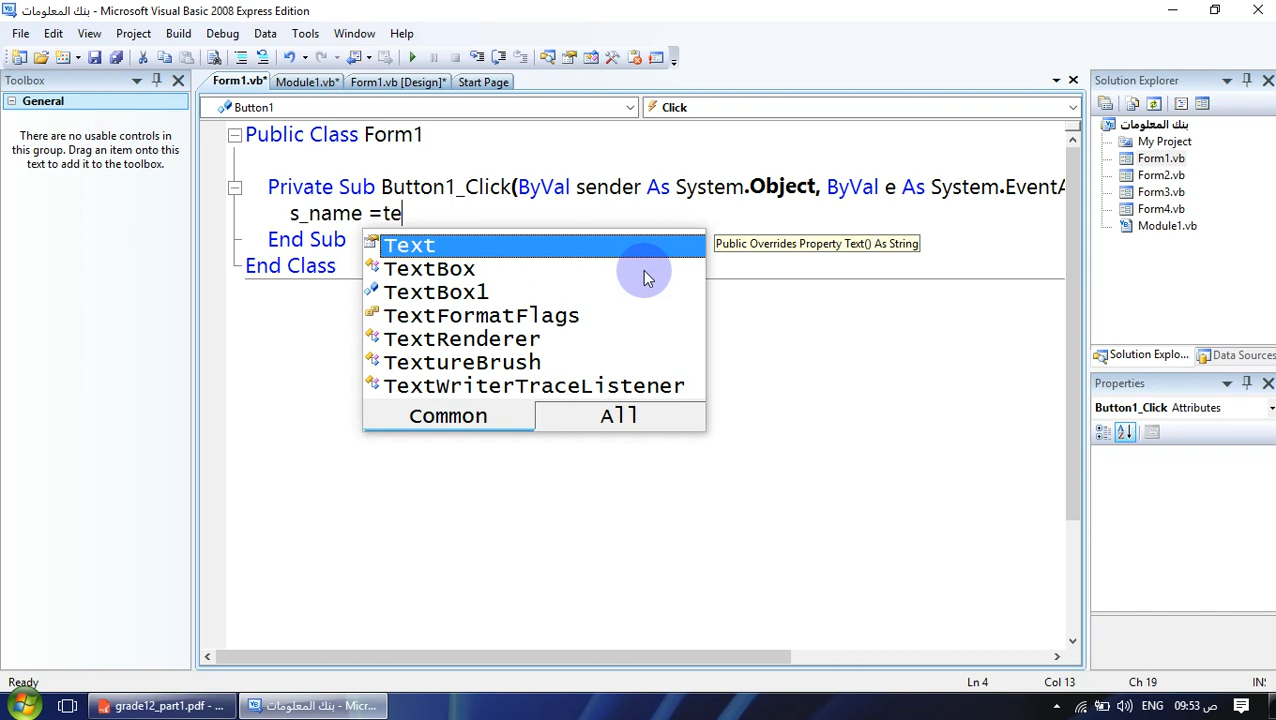 بنك المعلومات - Microsoft Visual Basic 2008 Express Edition
File Edit View Project Build Debug Data Tools Window Help
Toolbox
General
There are no usable controls in
this group. Drag an item onto this
text to add it to the toolbox.
Form1.vb* Module1.vb* Form1.vb [Design]* Start Page
Button1
Click
Public Class Form1
Private Sub Button1_Click(ByVal sender As System.Object, ByVal e As System.EventA
s_name =te
End Sub
End Class
Text
TextBox
TextBox1
TextFormatFlags
TextRenderer
TextureBrush
TextWriterTraceListener
Common All
Public Overrides Property Text() As String
Solution Explorer
بنك المعلومات
My Project
Form1.vb
Form2.vb
Form3.vb
Form4.vb
Module1.vb
Solution Explo... Data Sources
Properties
Button1_Click Attributes
Ready
Ln 4 Col 13 Ch 19 INS
grade12_part1.pdf - ...
بنك المعلومات - Micr...
ENG 09:53 ص